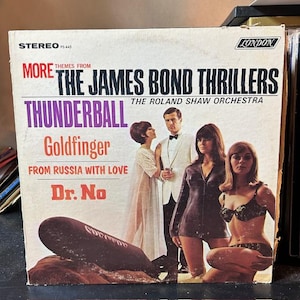 STEREO
LONDON
MORE THEMES FROM
THE JAMES BOND THRILLERS
THE ROLAND SHAW ORCHESTRA
THUNDERBALL
Goldfinger
FROM RUSSIA WITH LOVE
Dr. No